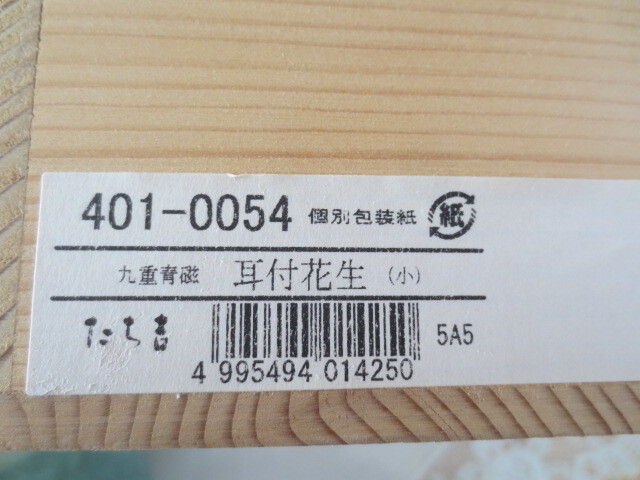 401-0054 個別包装紙 紙
九重青磁 耳付花生 (小)
たち吉 5A5
4 995494 014250